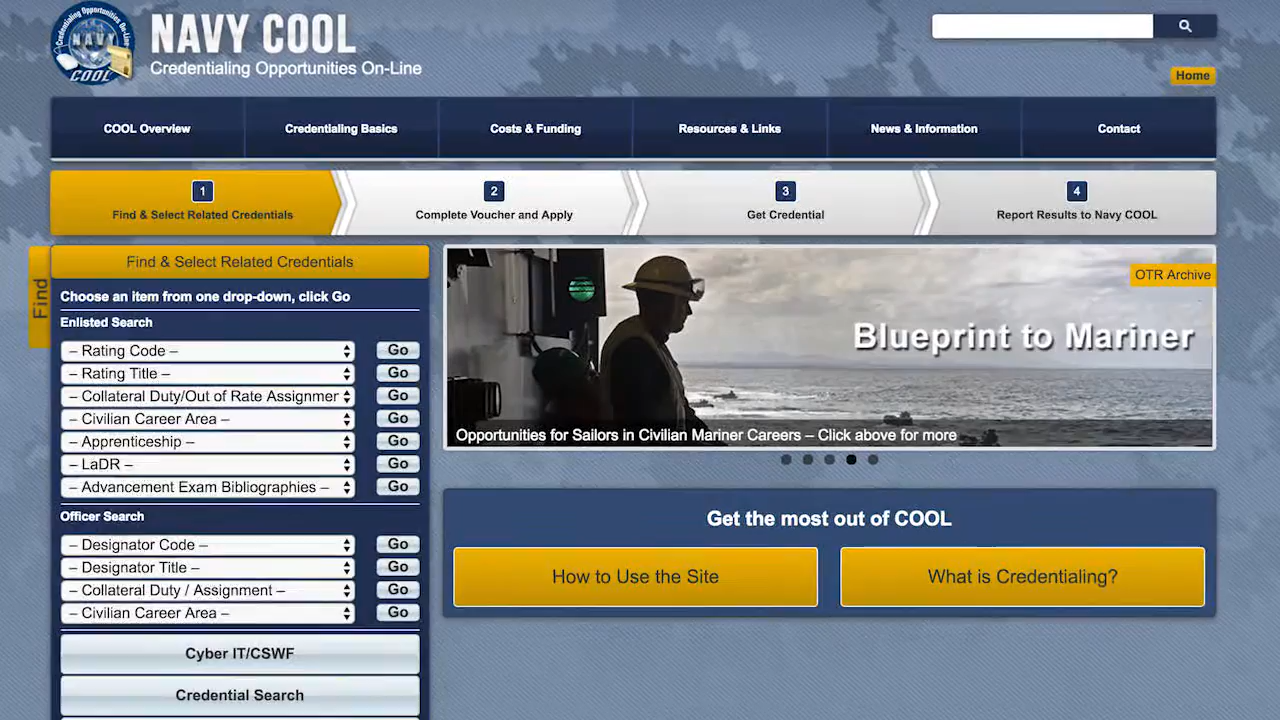 Credentialing Opportunities On-Line
NAVY
COOL
NAVY COOL
Credentialing Opportunities On-Line
Home
COOL Overview
Credentialing Basics
Costs & Funding
Resources & Links
News & Information
Contact
1
Find & Select Related Credentials
2
Complete Voucher and Apply
3
Get Credential
4
Report Results to Navy COOL
Find
Find & Select Related Credentials
Choose an item from one drop-down, click Go
Enlisted Search
– Rating Code – Go
– Rating Title – Go
– Collateral Duty/Out of Rate Assignmer Go
– Civilian Career Area – Go
– Apprenticeship – Go
– LaDR – Go
– Advancement Exam Bibliographies – Go
Officer Search
– Designator Code – Go
– Designator Title – Go
– Collateral Duty / Assignment – Go
– Civilian Career Area – Go
Cyber IT/CSWF
Credential Search
OTR Archive
Blueprint to Mariner
Opportunities for Sailors in Civilian Mariner Careers – Click above for more
Get the most out of COOL
How to Use the Site
What is Credentialing?